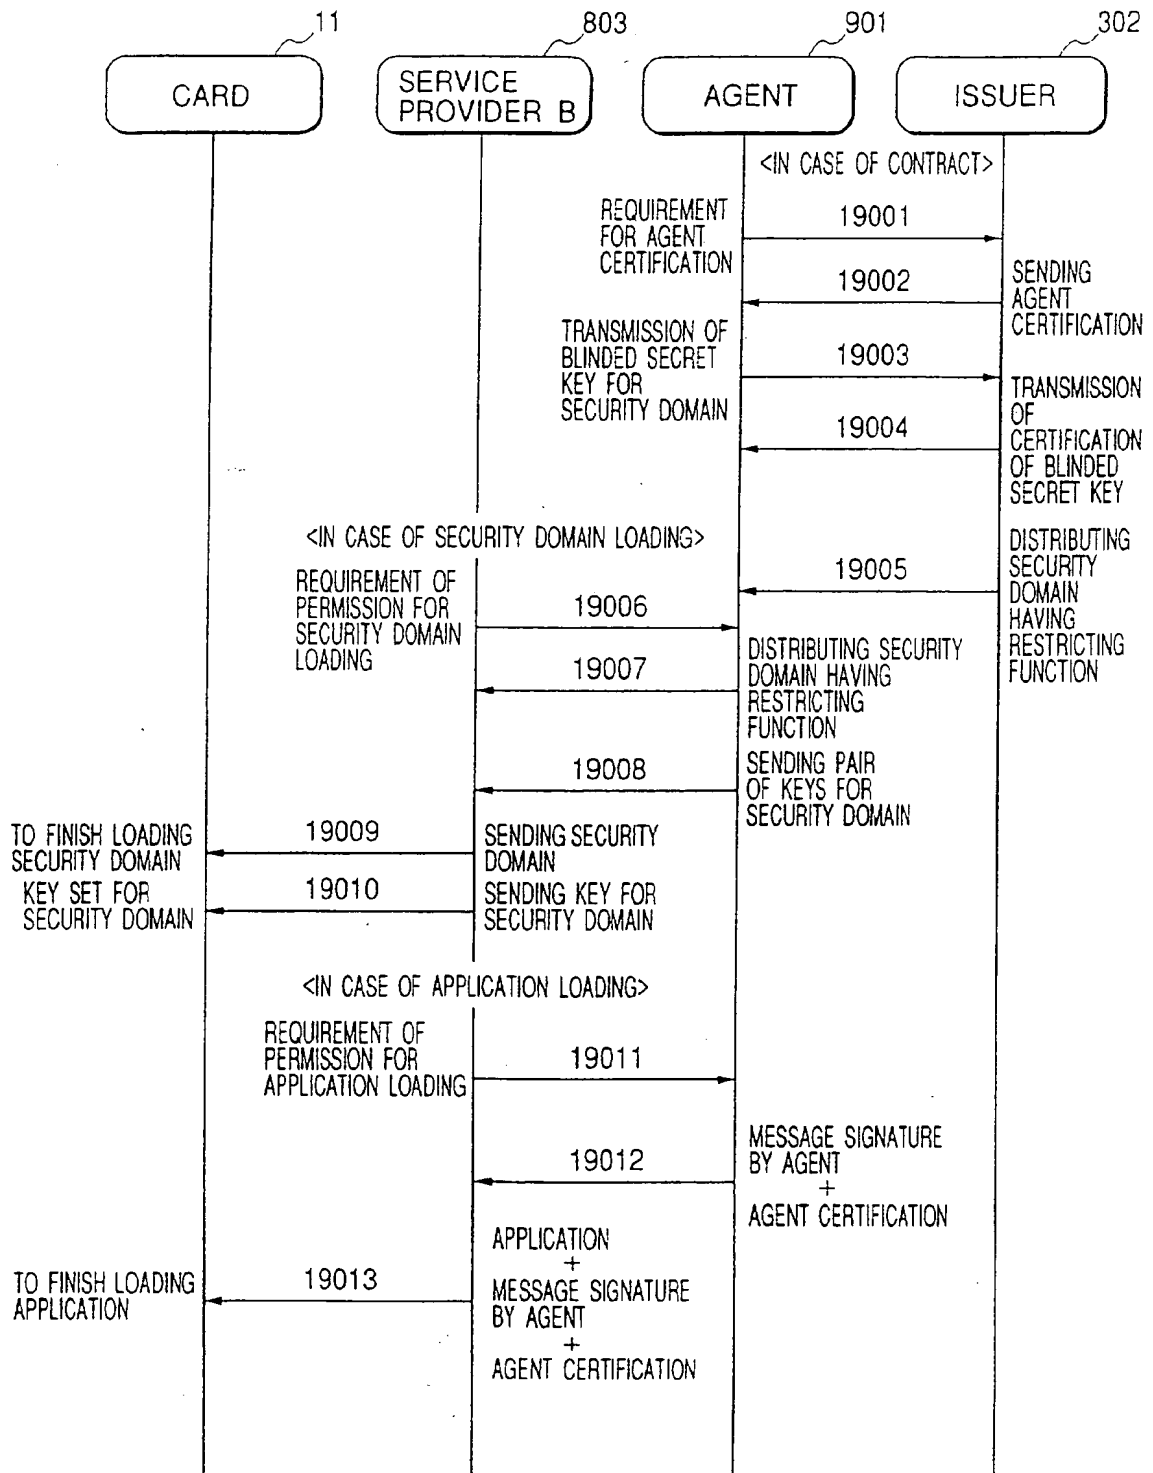 11
803
901
302
CARD
SERVICE
PROVIDER B
AGENT
ISSUER
<IN CASE OF CONTRACT>
REQUIREMENT
FOR AGENT
CERTIFICATION
19001
19002
SENDING
AGENT
CERTIFICATION
TRANSMISSION OF
BLINDED SECRET
KEY FOR
SECURITY DOMAIN
19003
19004
TRANSMISSION
OF
CERTIFICATION
OF BLINDED
SECRET KEY
<IN CASE OF SECURITY DOMAIN LOADING>
19005
DISTRIBUTING
SECURITY
DOMAIN
HAVING
RESTRICTING
FUNCTION
REQUIREMENT OF
PERMISSION FOR
SECURITY DOMAIN
LOADING
19006
19007
DISTRIBUTING SECURITY
DOMAIN HAVING
RESTRICTING
FUNCTION
19008
SENDING PAIR
OF KEYS FOR
SECURITY DOMAIN
TO FINISH LOADING
SECURITY DOMAIN
19009
SENDING SECURITY
DOMAIN
KEY SET FOR
SECURITY DOMAIN
19010
SENDING KEY FOR
SECURITY DOMAIN
<IN CASE OF APPLICATION LOADING>
REQUIREMENT OF
PERMISSION FOR
APPLICATION LOADING
19011
19012
MESSAGE SIGNATURE
BY AGENT
+
AGENT CERTIFICATION
TO FINISH LOADING
APPLICATION
19013
APPLICATION
+
MESSAGE SIGNATURE
BY AGENT
+
AGENT CERTIFICATION